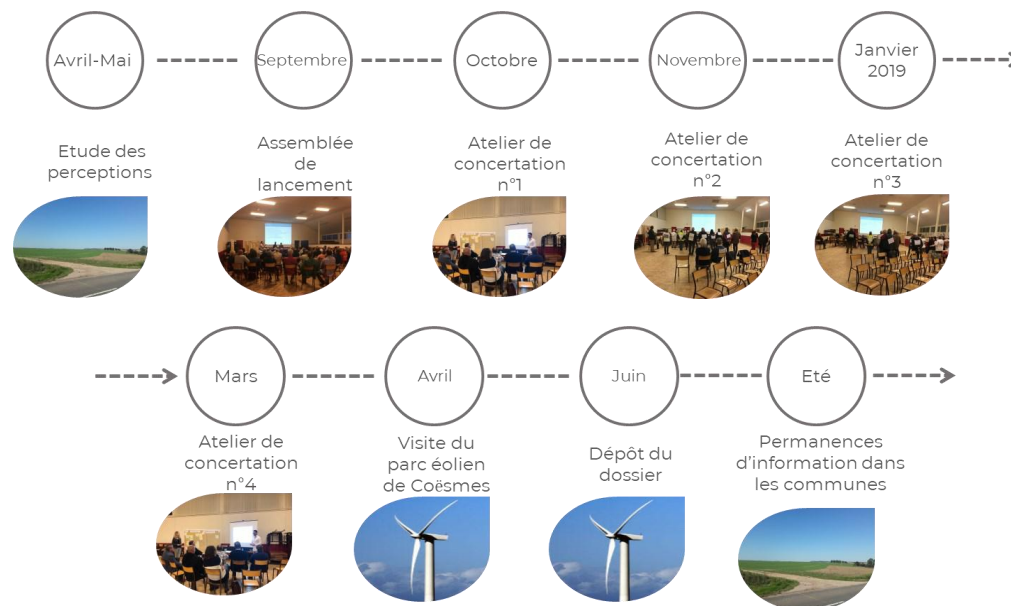 Avril-Mai
Septembre
Octobre
Novembre
Janvier
2019
Etude des
perceptions
Assemblée
de
lancement
Atelier de
concertation
n°1
Atelier de
concertation
n°2
Atelier de
concertation
n°3
Mars
Avril
Juin
Eté
Atelier de
concertation
n°4
Visite du
parc éolien
de Coësmes
Dépôt du
dossier
Permanences
d'information dans
les communes